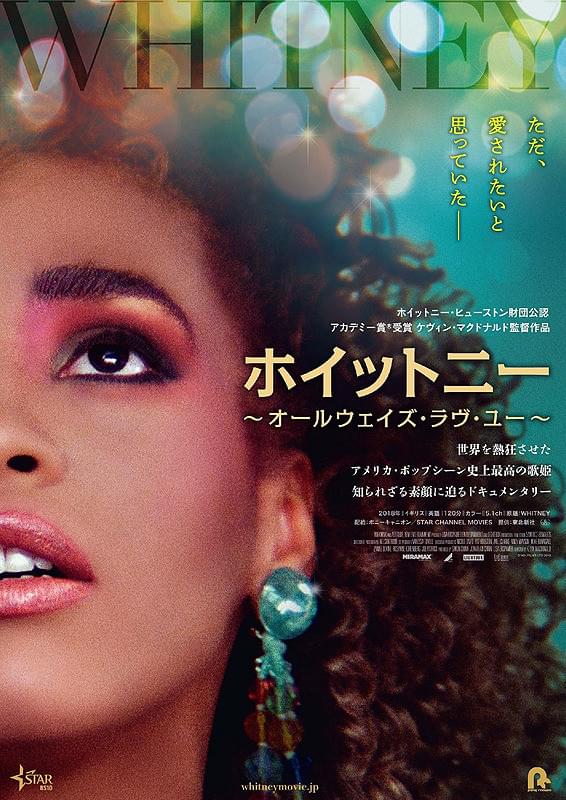 WHITNEY
ただ、
愛されたいと
思っていた──
ホイットニー・ヒューストン財団公認
アカデミー賞®受賞 ケヴィン・マクドナルド監督作品
ホイットニー
～オールウェイズ・ラヴ・ユー～
世界を熱狂させた
アメリカ・ポップシーン史上最高の歌姫
知られざる素顔に迫るドキュメンタリー
2018年|イギリス|英語|120分|カラー|5.1ch|原題:WHITNEY
配給:ポニーキャニオン/STAR CHANNEL MOVIES 提供:東北新社
MIRAMAX
LIGHTBOX
STAR
BS10
whitneymovie.jp